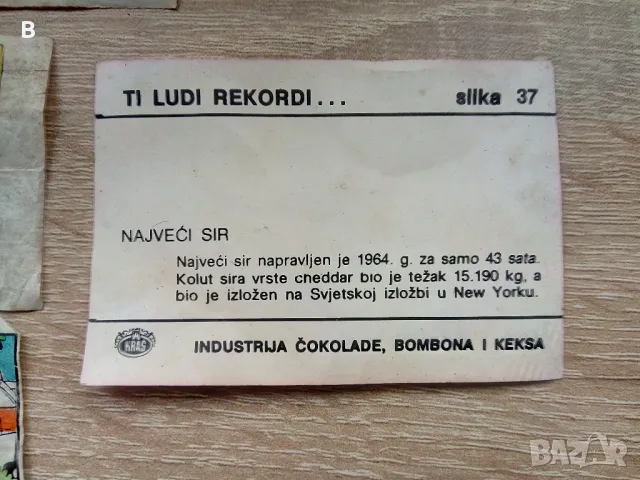 B
TI LUDI REKORDI... slika 37
NAJVEĆI SIR
Najveći sir napravljen je 1964. g. za samo 43 sata.
Kolut sira vrste cheddar bio je težak 15.190 kg, a
bio je izložen na Svjetskoj izložbi u New Yorku.
KRAŠ
INDUSTRIJA ČOKOLADE, BOMBONA I KEKSA
BAZAR